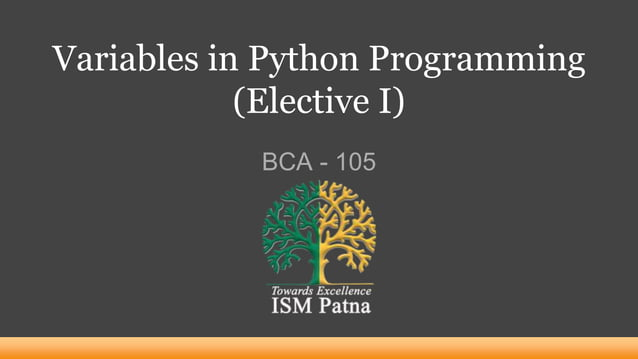 Variables in Python Programming
(Elective I)
BCA - 105
Towards Excellence
ISM Patna